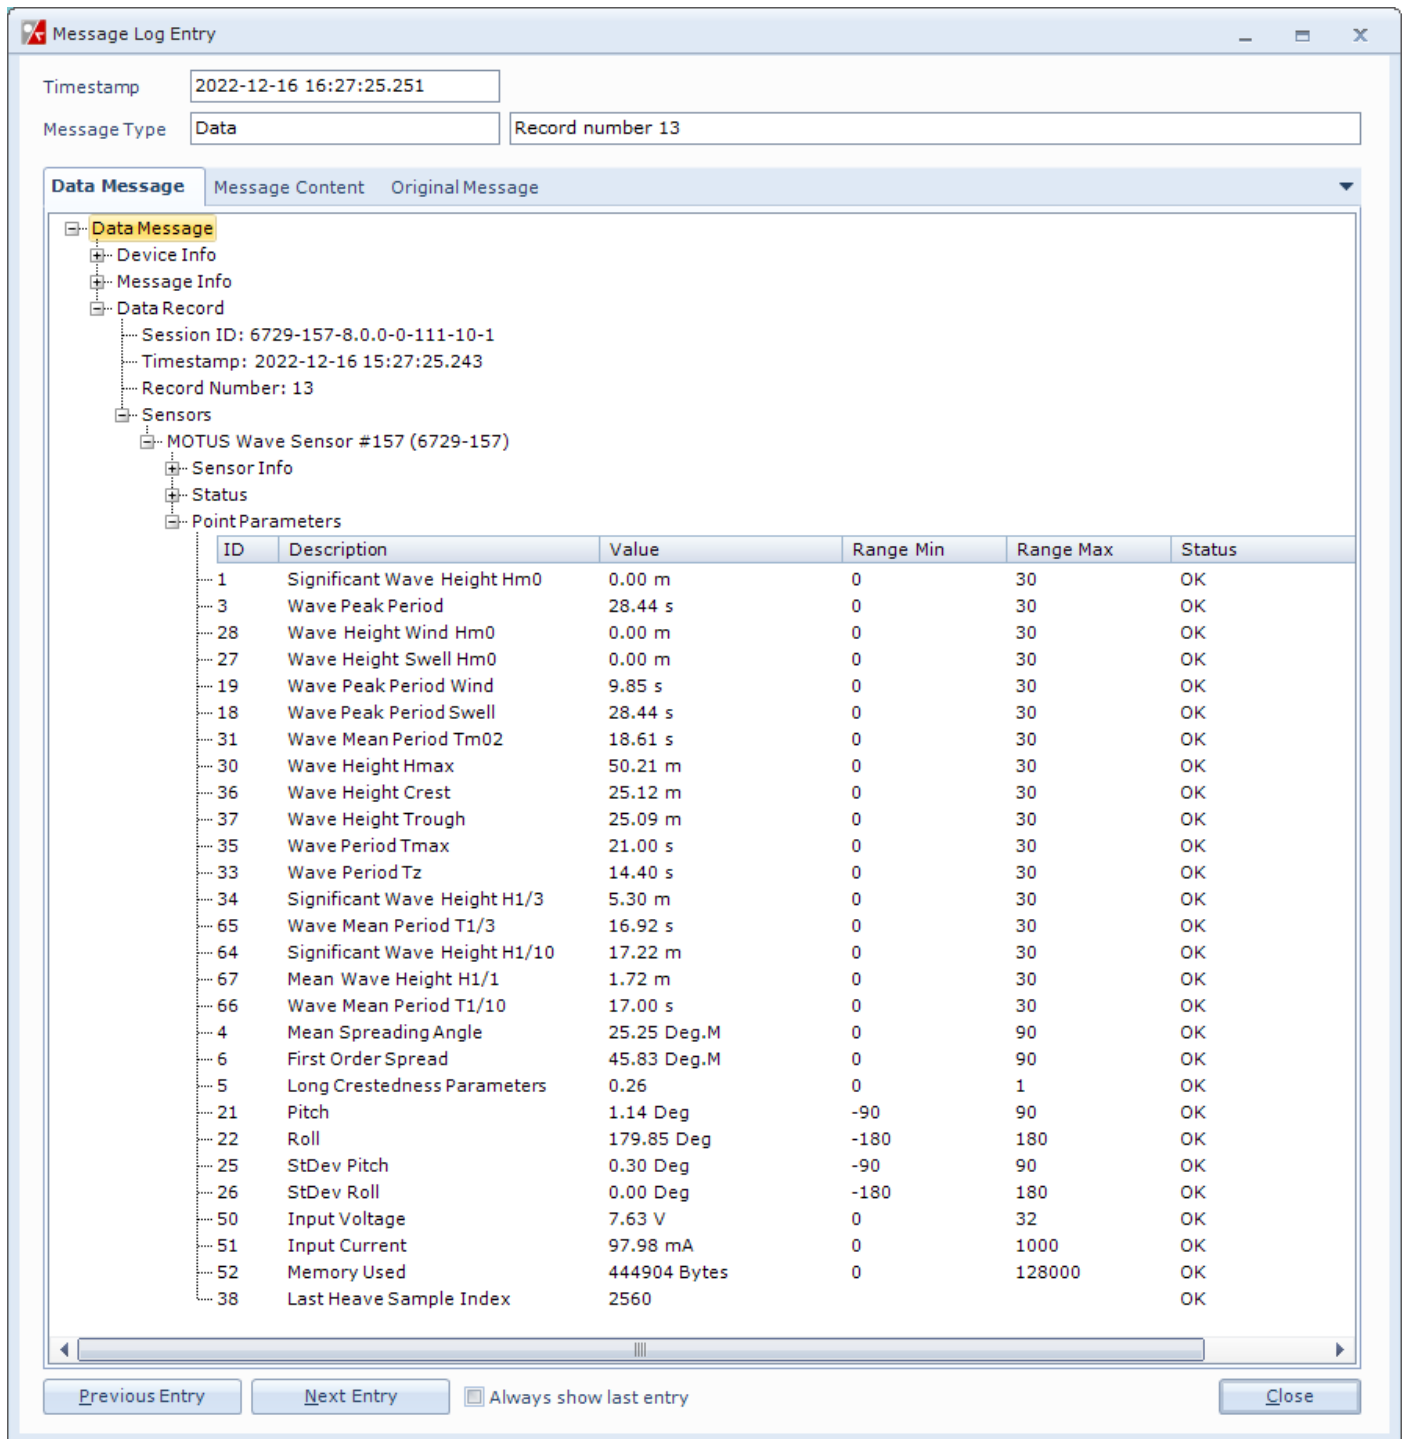 Message Log Entry
Timestamp 2022-12-16 16:27:25.251
Message Type Data Record number 13
Data Message Message Content Original Message
Data Message
Device Info
Message Info
Data Record
Session ID: 6729-157-8.0.0-0-111-10-1
Timestamp: 2022-12-16 15:27:25.243
Record Number: 13
Sensors
MOTUS Wave Sensor #157 (6729-157)
Sensor Info
Status
Point Parameters
ID Description Value Range Min Range Max Status
1 Significant Wave Height Hm0 0.00 m 0 30 OK
3 Wave Peak Period 28.44 s 0 30 OK
28 Wave Height Wind Hm0 0.00 m 0 30 OK
27 Wave Height Swell Hm0 0.00 m 0 30 OK
19 Wave Peak Period Wind 9.85 s 0 30 OK
18 Wave Peak Period Swell 28.44 s 0 30 OK
31 Wave Mean Period Tm02 18.61 s 0 30 OK
30 Wave Height Hmax 50.21 m 0 30 OK
36 Wave Height Crest 25.12 m 0 30 OK
37 Wave Height Trough 25.09 m 0 30 OK
35 Wave Period Tmax 21.00 s 0 30 OK
33 Wave Period Tz 14.40 s 0 30 OK
34 Significant Wave Height H1/3 5.30 m 0 30 OK
65 Wave Mean Period T1/3 16.92 s 0 30 OK
64 Significant Wave Height H1/10 17.22 m 0 30 OK
67 Mean Wave Height H1/1 1.72 m 0 30 OK
66 Wave Mean Period T1/10 17.00 s 0 30 OK
4 Mean Spreading Angle 25.25 Deg.M 0 90 OK
6 First Order Spread 45.83 Deg.M 0 90 OK
5 Long Crestedness Parameters 0.26 0 1 OK
21 Pitch 1.14 Deg -90 90 OK
22 Roll 179.85 Deg -180 180 OK
25 StDev Pitch 0.30 Deg -90 90 OK
26 StDev Roll 0.00 Deg -180 180 OK
50 Input Voltage 7.63 V 0 32 OK
51 Input Current 97.98 mA 0 1000 OK
52 Memory Used 444904 Bytes 0 128000 OK
38 Last Heave Sample Index 2560 OK
Previous Entry Next Entry Always show last entry Close